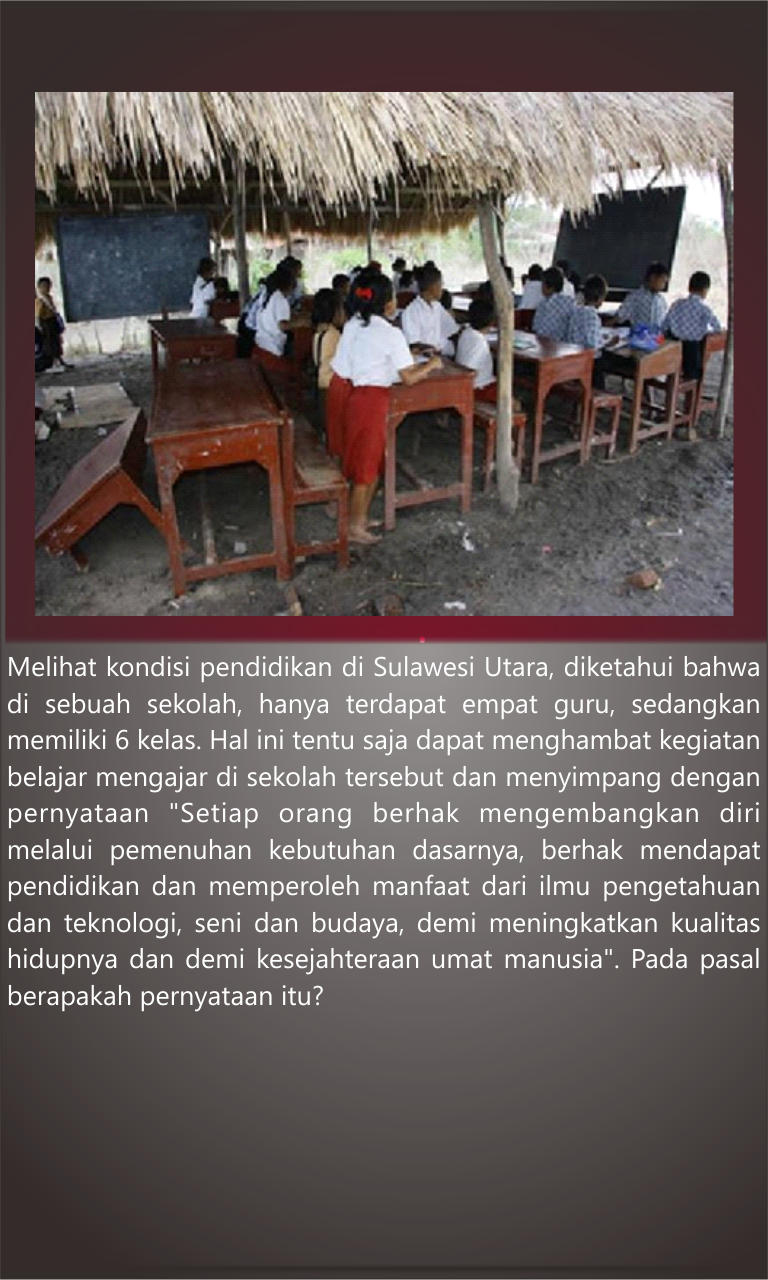 Melihat kondisi pendidikan di Sulawesi Utara, diketahui bahwa
di sebuah sekolah, hanya terdapat empat guru, sedangkan
memiliki 6 kelas. Hal ini tentu saja dapat menghambat kegiatan
belajar mengajar di sekolah tersebut dan menyimpang dengan
pernyataan "Setiap orang berhak mengembangkan diri
melalui pemenuhan kebutuhan dasarnya, berhak mendapat
pendidikan dan memperoleh manfaat dari ilmu pengetahuan
dan teknologi, seni dan budaya, demi meningkatkan kualitas
hidupnya dan demi kesejahteraan umat manusia". Pada pasal
berapakah pernyataan itu?